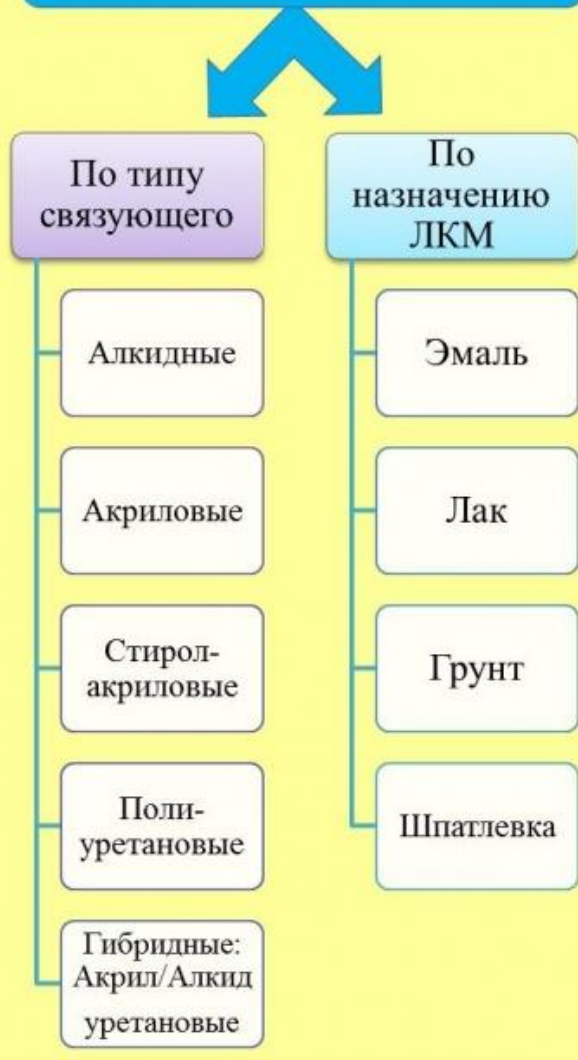 По типу
связующего
Алкидные
Акриловые
Стирол-
акриловые
Поли-
уретановые
Гибридные:
Акрил/Алкид
уретановые
По
назначению
ЛКМ
Эмаль
Лак
Грунт
Шпатлевка